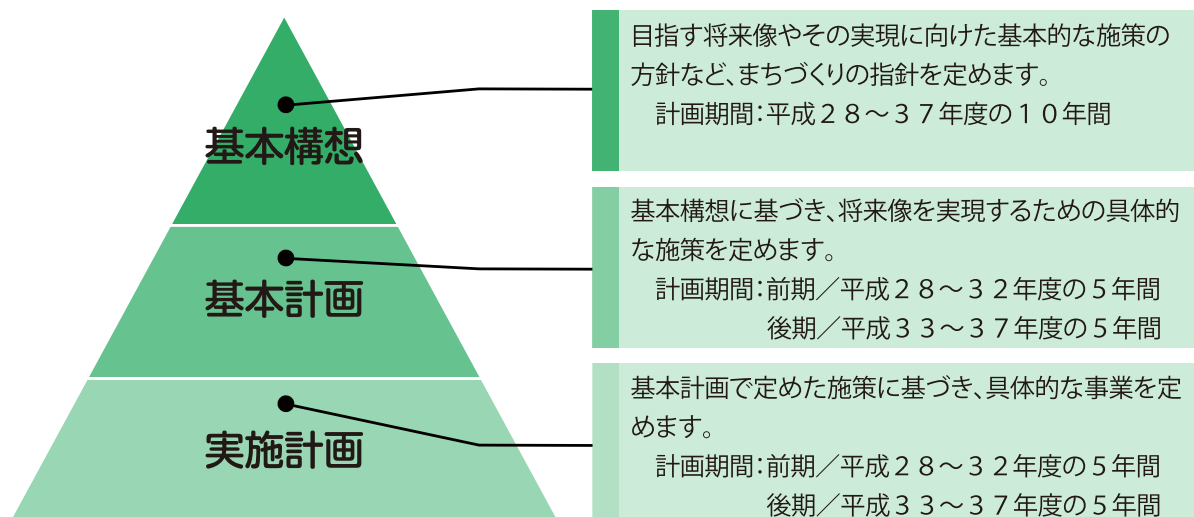 基本構想
目指す将来像やその実現に向けた基本的な施策の
方針など、まちづくりの指針を定めます。
計画期間：平成２８～３７年度の１０年間
基本計画
基本構想に基づき、将来像を実現するための具体的
な施策を定めます。
計画期間：前期／平成２８～３２年度の５年間
後期／平成３３～３７年度の５年間
実施計画
基本計画で定めた施策に基づき、具体的な事業を定
めます。
計画期間：前期／平成２８～３２年度の５年間
後期／平成３３～３７年度の５年間